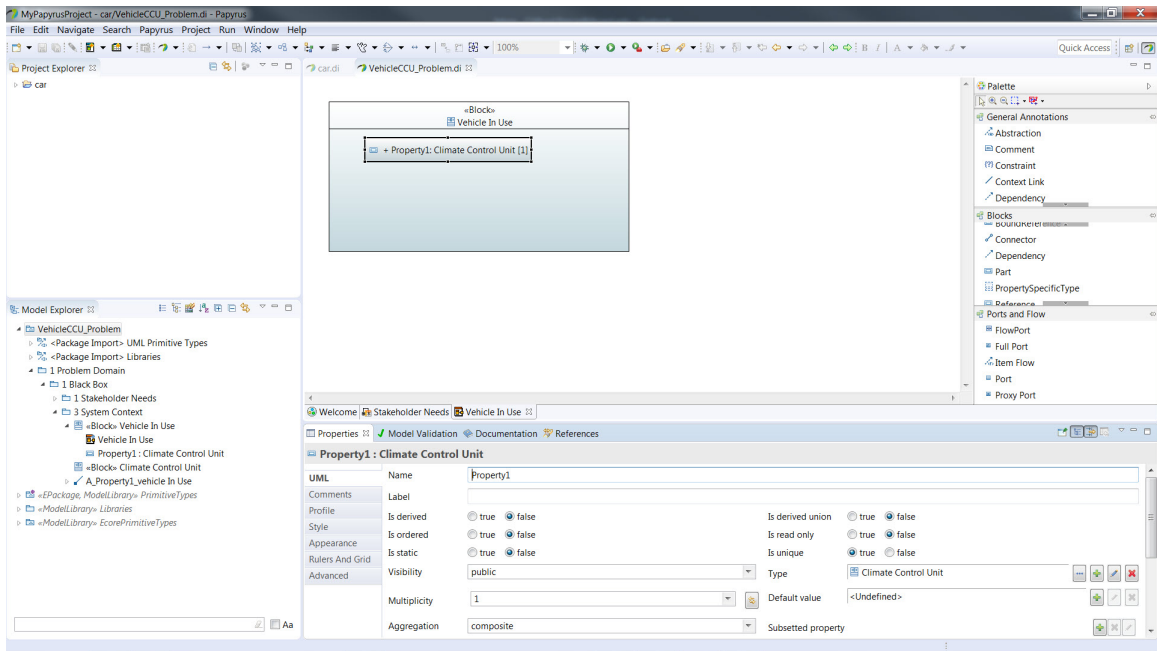 MyPapyrusProject - car/VehicleCCU_Problem.di - Papyrus
File Edit Navigate Search Papyrus Project Run Window Help
100%
B I A
Quick Access
Project Explorer
car
car.di
VehicleCCU_Problem.di
«Block»
Vehicle In Use
+ Property1: Climate Control Unit [1]
Palette
General Annotations
Abstraction
Comment
Constraint
Context Link
Dependency
Blocks
BoundReference
Connector
Dependency
Part
PropertySpecificType
Reference
Ports and Flow
FlowPort
Full Port
Item Flow
Port
Proxy Port
Model Explorer
VehicleCCU_Problem
<Package Import> UML Primitive Types
<Package Import> Libraries
1 Problem Domain
1 Black Box
1 Stakeholder Needs
3 System Context
«Block» Vehicle In Use
Vehicle In Use
Property1 : Climate Control Unit
«Block» Climate Control Unit
A_Property1_vehicle In Use
«EPackage, ModelLibrary» PrimitiveTypes
«ModelLibrary» Libraries
«ModelLibrary» EcorePrimitiveTypes
Aa
Welcome Stakeholder Needs Vehicle In Use
Properties Model Validation Documentation References
Property1 : Climate Control Unit
UML
Comments
Profile
Style
Appearance
Rulers And Grid
Advanced
Name Property1
Label
Is derived true false Is derived union true false
Is ordered true false Is read only true false
Is static true false Is unique true false
Visibility public Type Climate Control Unit
Multiplicity 1 Default value <Undefined>
Aggregation composite Subsetted property